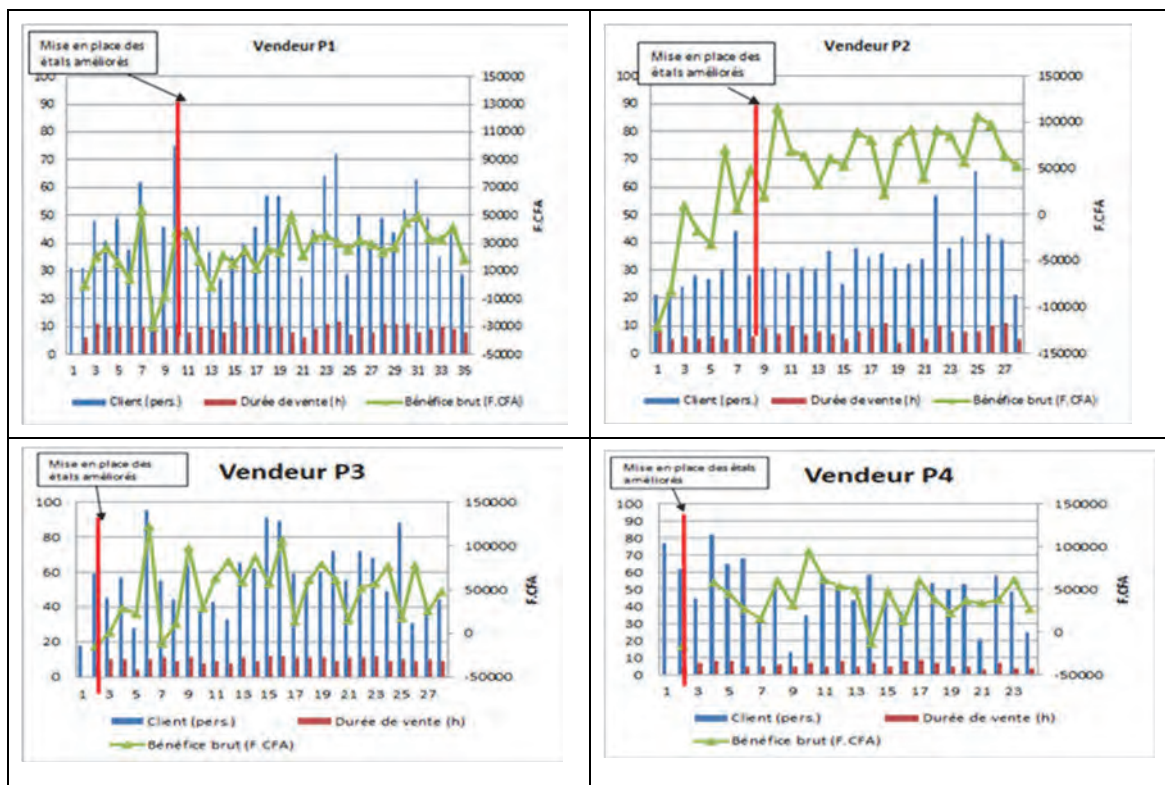 Vendeur P1
Mise en place des
étals améliorés
100
90
80
70
60
50
40
30
20
10
0
150000
130000
110000
90000
70000
50000
30000
10000
-10000
-30000
-50000
F.CFA
1 3 5 7 9 11 13 15 17 19 21 23 25 27 29 31 33 35
Client (pers.) Durée de vente (h) Bénéfice brut (F.CFA)
Vendeur P2
Mise en place des
étals améliorés
100
90
80
70
60
50
40
30
20
10
0
150000
100000
50000
0
-50000
-100000
-150000
F.CFA
1 3 5 7 9 11 13 15 17 19 21 23 25 27
Client (pers.) Durée de vente (h) Bénéfice brut (F.CFA)
Vendeur P3
Mise en place des
étals améliorés
100
80
60
40
20
0
150000
100000
50000
0
-50000
F.CFA
1 3 5 7 9 11 13 15 17 19 21 23 25 27
Client (pers.) Durée de vente (h)
Bénéfice brut (F.CFA)
Vendeur P4
Mise en place des étals
améliorés
100
90
80
70
60
50
40
30
20
10
0
150000
100000
50000
0
-50000
F.CFA
1 3 5 7 9 11 13 15 17 19 21 23
Client (pers.) Durée de vente (h)
Bénéfice brut (F.CFA)